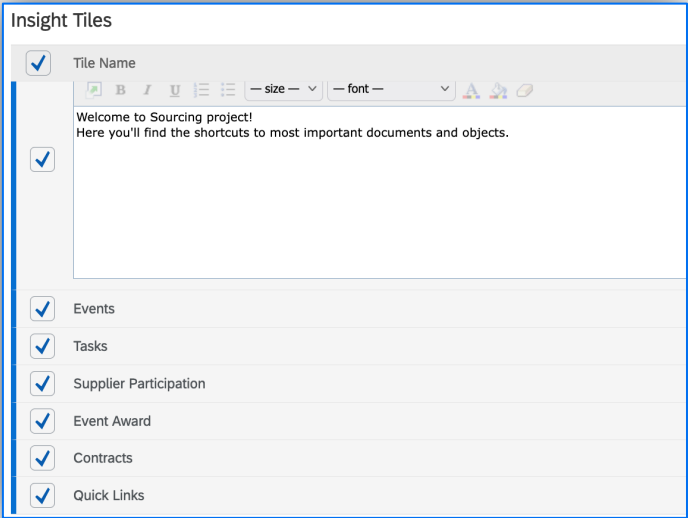 Insight Tiles
Tile Name
B I U — size — — font — A
Welcome to Sourcing project!
Here you'll find the shortcuts to most important documents and objects.
Events
Tasks
Supplier Participation
Event Award
Contracts
Quick Links